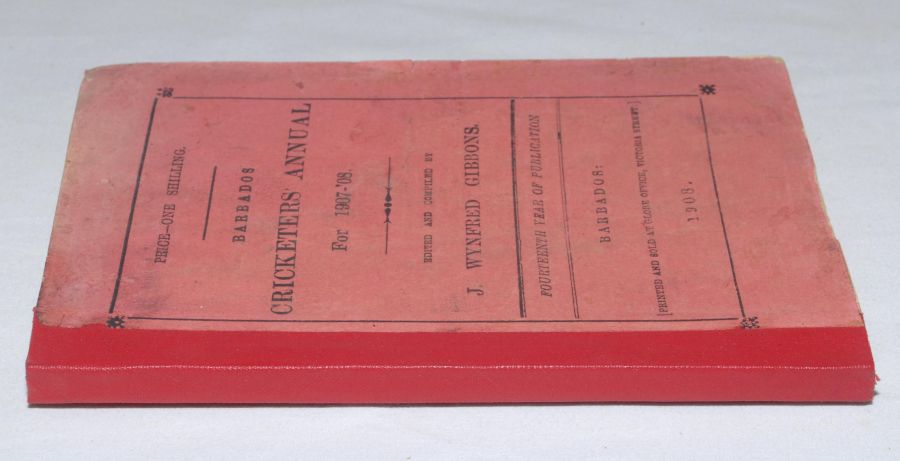 PRICE—ONE SHILLING.
BARBADOS
CRICKETERS' ANNUAL
For 1907-'08.
EDITED AND COMPILED BY
J. WYNFRED GIBBONS.
FOURTEENTH YEAR OF PUBLICATION
BARBADOS:
[PRINTED AND SOLD AT GLOBE OFFICE, VICTORIA STREET.]
1908.